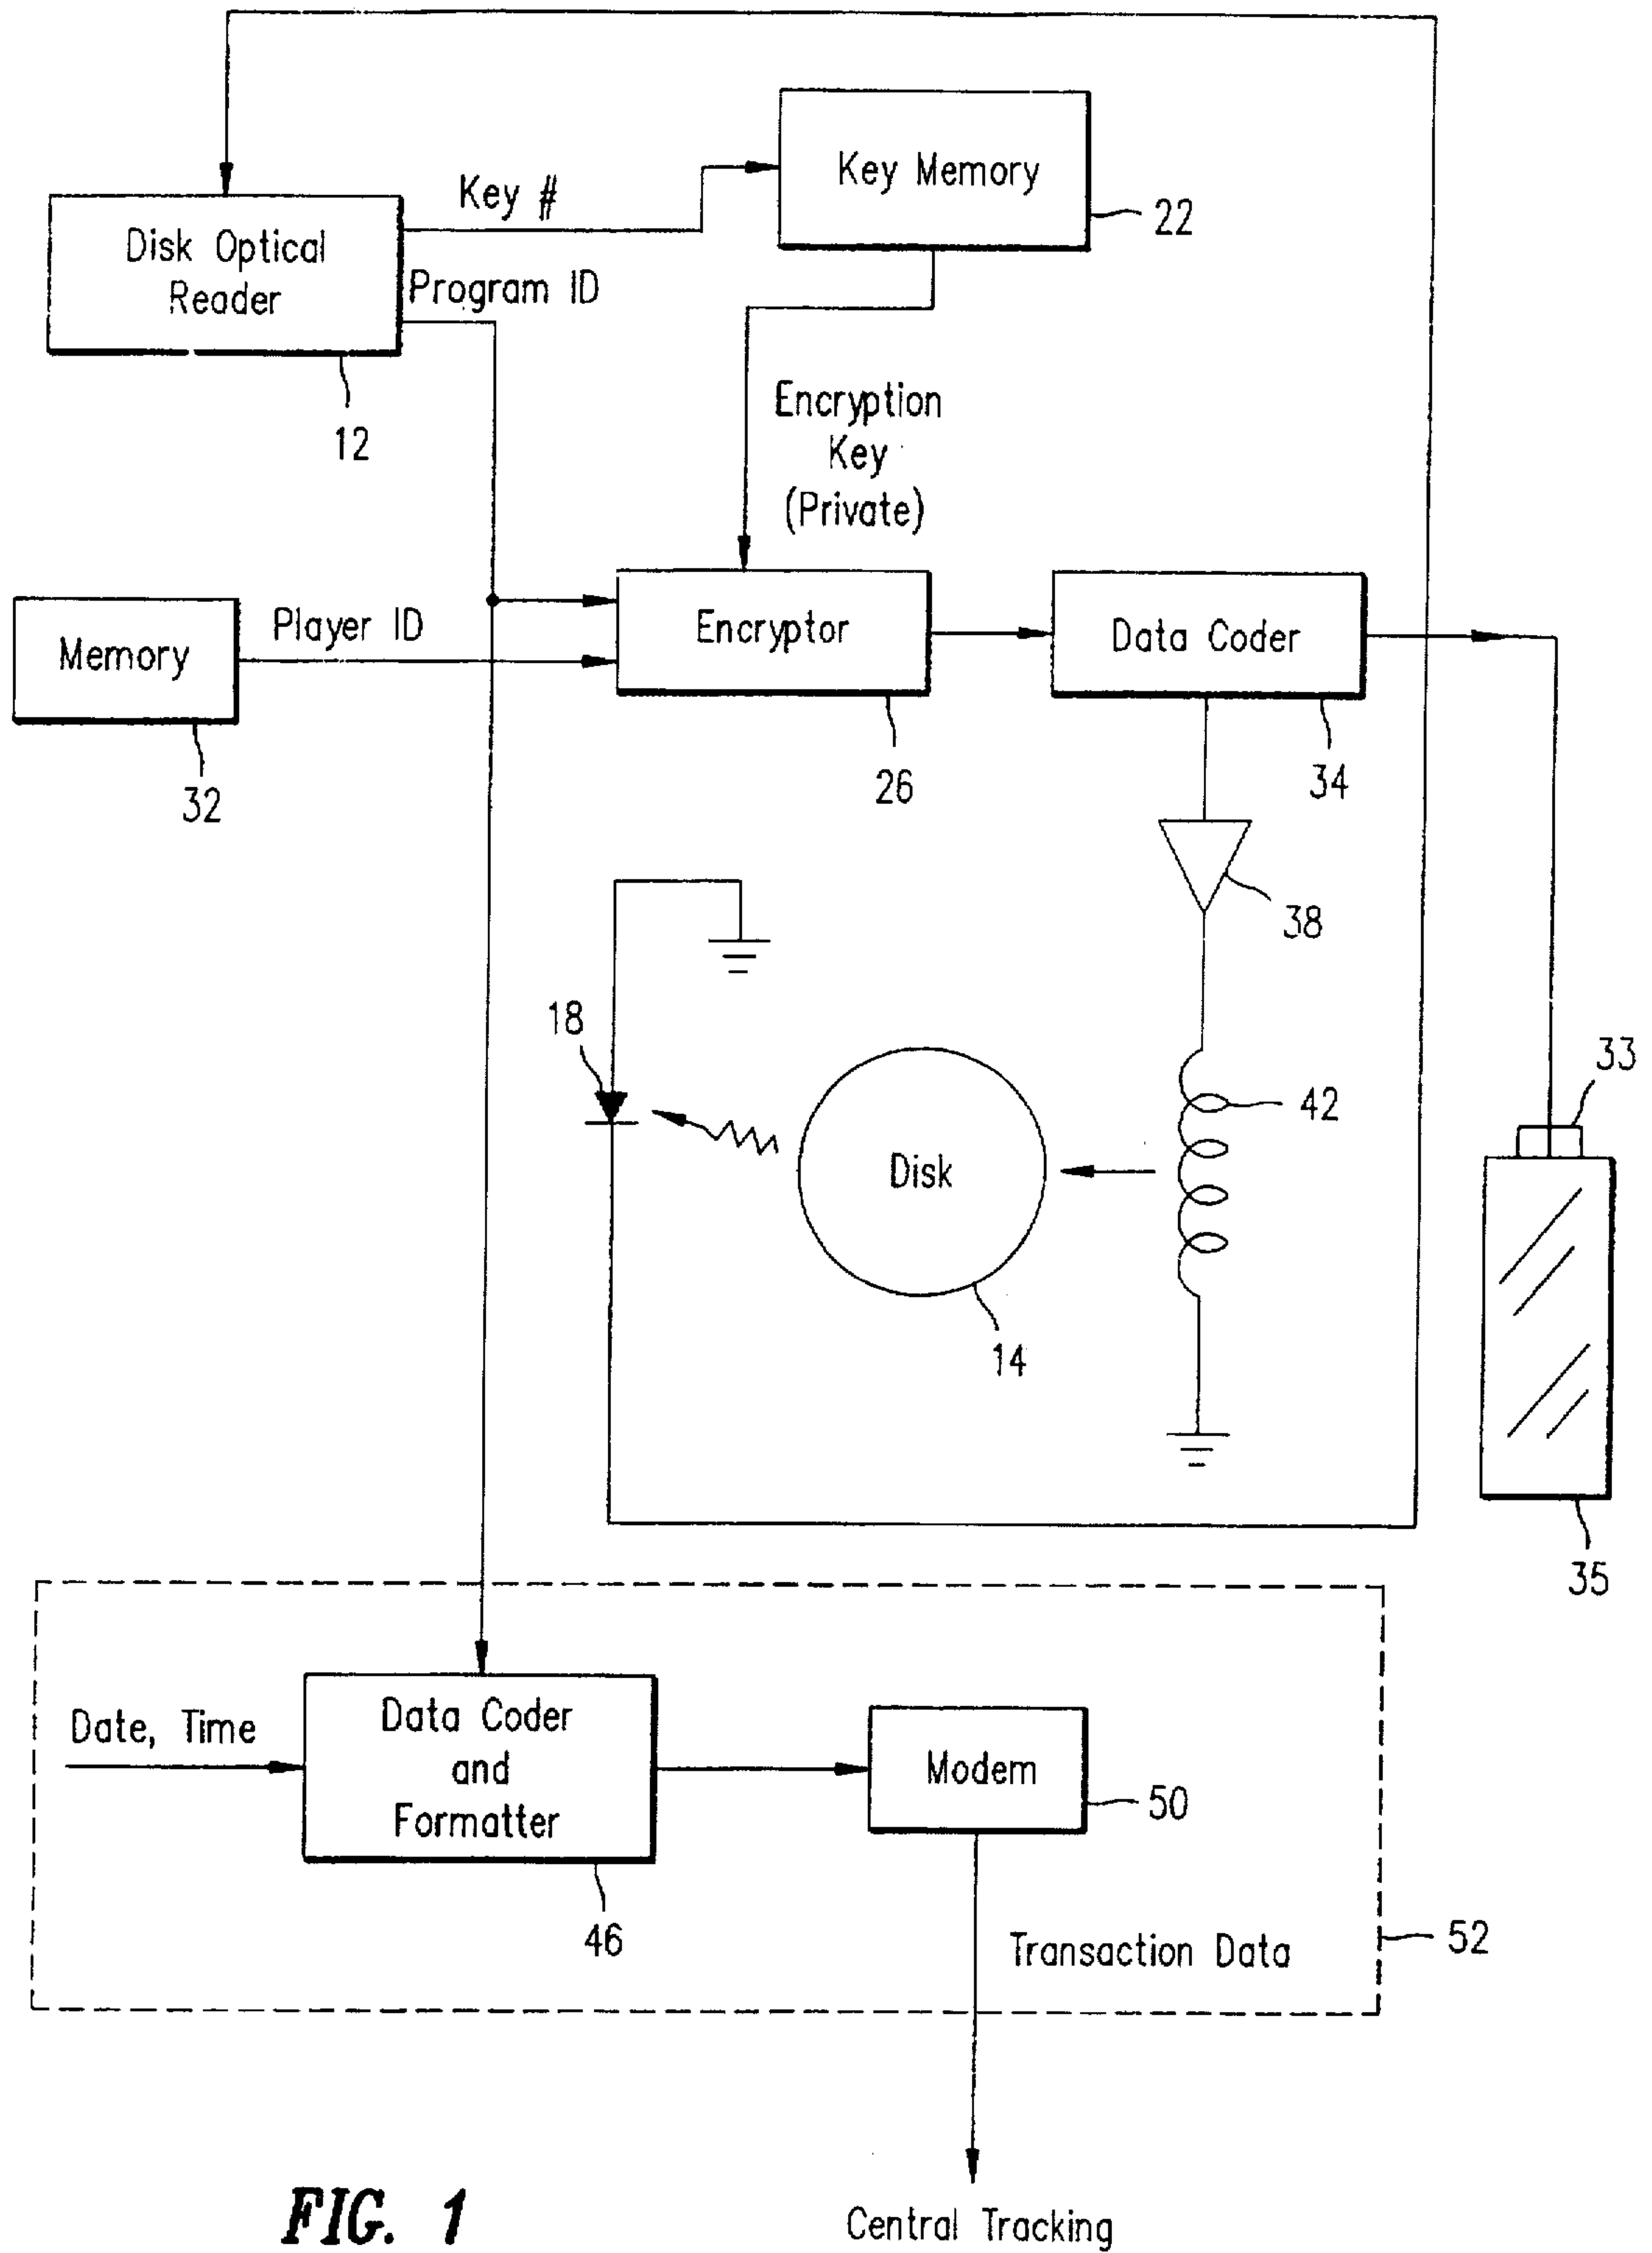 Key Memory
22
Key #
Disk Optical
Reader
Program ID
12
Encryption
Key
(Private)
Memory
Player ID
32
Encryptor
26
Data Coder
34
38
18
33
42
Disk
14
35
Date, Time
Data Coder
and
Formatter
46
Modem
50
Transaction Data
52
FIG. 1
Central Tracking